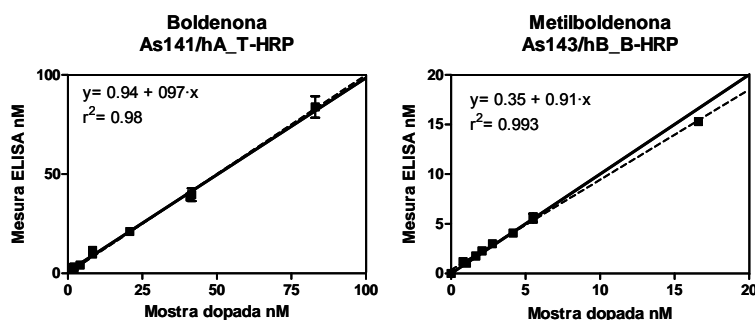 Boldenona
As141/hA_T-HRP
y= 0.94 + 097·x
r²= 0.98
Mesura ELISA nM
100
50
0
0 25 50 75 100
Mostra dopada nM
Metilboldenona
As143/hB_B-HRP
y= 0.35 + 0.91·x
r²= 0.993
Mesura ELISA nM
20
15
10
5
0
0 5 10 15 20
Mostra dopada nM